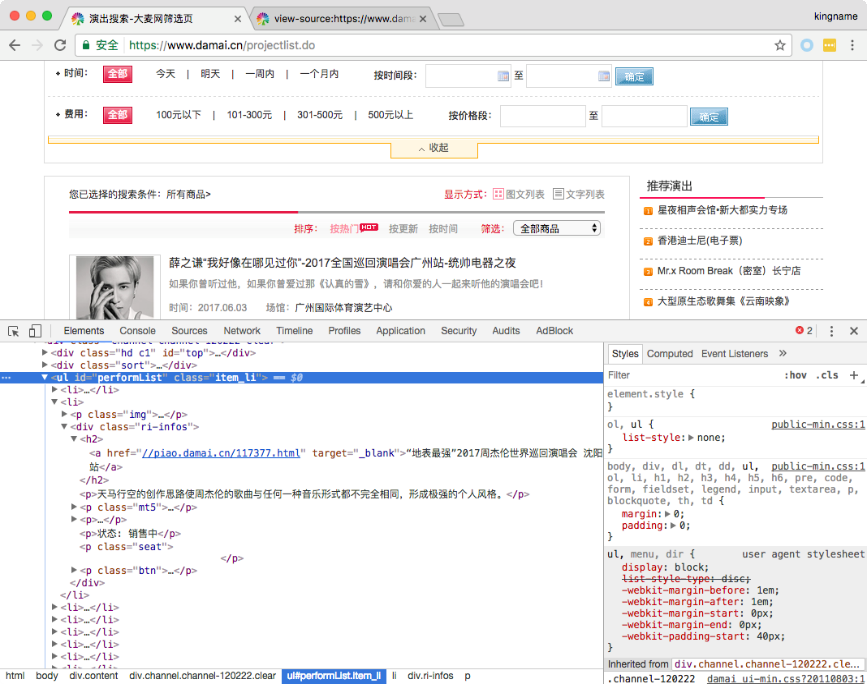 演出搜索-大麦网筛选页 × view-source:https://www.dama × kingname
安全 https://www.damai.cn/projectlist.do
时间: 全部 今天 | 明天 | 一周内 | 一个月内 按时间段: 至 确定
费用: 全部 100元以下 | 101-300元 | 301-500元 | 500元以上 按价格段: 至 确定
收起
您已选择的搜索条件: 所有商品> 显示方式: 图文列表 文字列表
排序: 按热门 HOT 按更新 按时间 筛选: 全部商品
薛之谦“我好像在哪见过你”-2017全国巡回演唱会广州站-统帅电器之夜
如果你曾听过他，如果你曾爱过那《认真的雪》，请和你爱的人一起来听他的演唱会吧！
时间: 2017.06.03 场馆: 广州国际体育演艺中心
推荐演出
1 星夜相声会馆•新大都实力专场
2 香港迪士尼(电子票)
3 Mr.x Room Break（密室）长宁店
4 大型原生态歌舞集《云南映象》
Elements Console Sources Network Timeline Profiles Application Security Audits AdBlock 2
▶<div class="hd c1" id="top">…</div>
▶<div class="sort">…</div>
… ▼<ul id="performList" class="item_li"> == $0
▶<li>…</li>
▼<li>
▶<p class="img">…</p>
▼<div class="ri-infos">
▼<h2>
<a href="//piao.damai.cn/117377.html" target="_blank">“地表最强”2017周杰伦世界巡回演唱会 沈阳
站</a>
</h2>
<p>天马行空的创作思路使周杰伦的歌曲与任何一种音乐形式都不完全相同，形成极强的个人风格。</p>
▶<p class="mt5">…</p>
▶<p>…</p>
<p>状态: 销售中</p>
<p class="seat">
</p>
▶<p class="btn">…</p>
</div>
</li>
▶<li>…</li>
▶<li>…</li>
▶<li>…</li>
▶<li>…</li>
▶<li>…</li>
html body div.content div.channel.channel-120222.clear ul#performList.item_li li div.ri-infos p
Styles Computed Event Listeners »
Filter :hov .cls +
element.style {
}
ol, ul { public-min.css:1
list-style:▶none;
}
body, div, dl, dt, dd, ul, public-min.css:1
ol, li, h1, h2, h3, h4, h5, h6, pre, code,
form, fieldset, legend, input, textarea, p,
blockquote, th, td {
margin:▶0;
padding:▶0;
}
ul, menu, dir { user agent stylesheet
display: block;
list-style-type: disc;
-webkit-margin-before: 1em;
-webkit-margin-after: 1em;
-webkit-margin-start: 0px;
-webkit-margin-end: 0px;
-webkit-padding-start: 40px;
}
Inherited from div.channel.channel-120222.cle…
.channel-120222 damai_ui-min.css?20110803:1